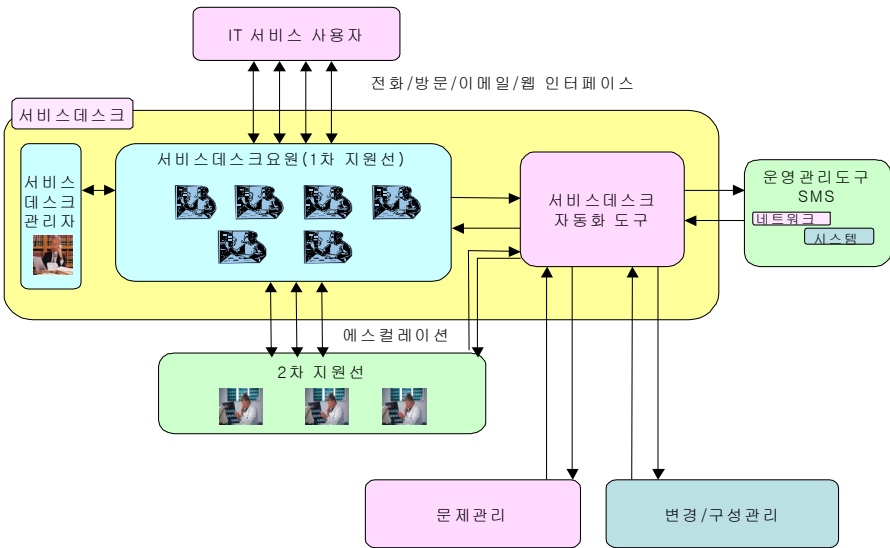 IT 서비스 사용자
전화/방문/이메일/웹 인터페이스
서비스데스크
서비스데스크요원(1차 지원선)
서비스
데스크
관리자
서비스데스크
자동화 도구
운영관리도구
SMS
네트워크
시스템
에스컬레이션
2차 지원선
문제관리
변경/구성관리